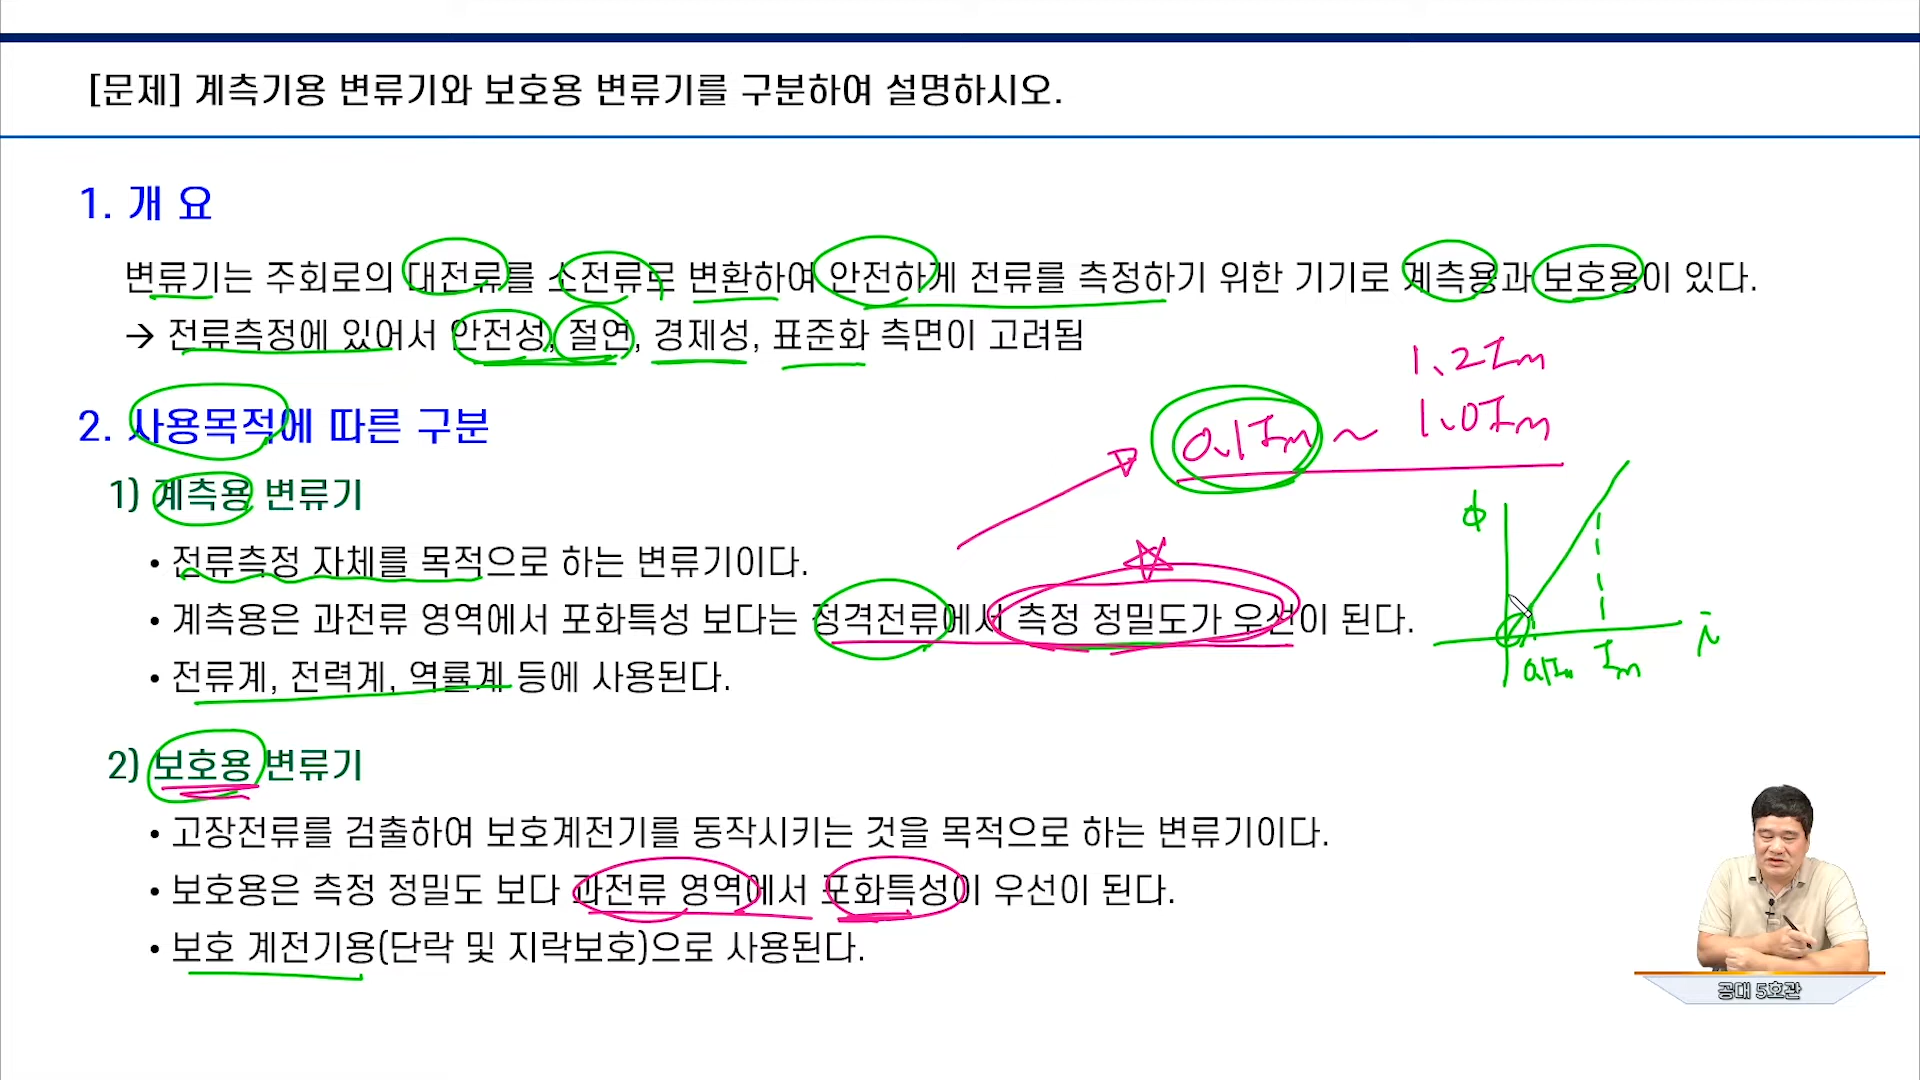 [문제] 계측기용 변류기와 보호용 변류기를 구분하여 설명하시오.
1. 개 요
변류기는 주회로의 대전류를 소전류로 변환하여 안전하게 전류를 측정하기 위한 기기로 계측용과 보호용이 있다.
→ 전류측정에 있어서 안전성, 절연, 경제성, 표준화 측면이 고려됨
1.2Im
0.1Im ~ 1.0Im
2. 사용목적에 따른 구분
1) 계측용 변류기
• 전류측정 자체를 목적으로 하는 변류기이다.
• 계측용은 과전류 영역에서 포화특성 보다는 정격전류에서 측정 정밀도가 우선이 된다.
• 전류계, 전력계, 역률계 등에 사용된다.
ϕ
i
0.1Im Im
2) 보호용 변류기
• 고장전류를 검출하여 보호계전기를 동작시키는 것을 목적으로 하는 변류기이다.
• 보호용은 측정 정밀도 보다 과전류 영역에서 포화특성이 우선이 된다.
• 보호 계전기용(단락 및 지락보호)으로 사용된다.
공대 5호관